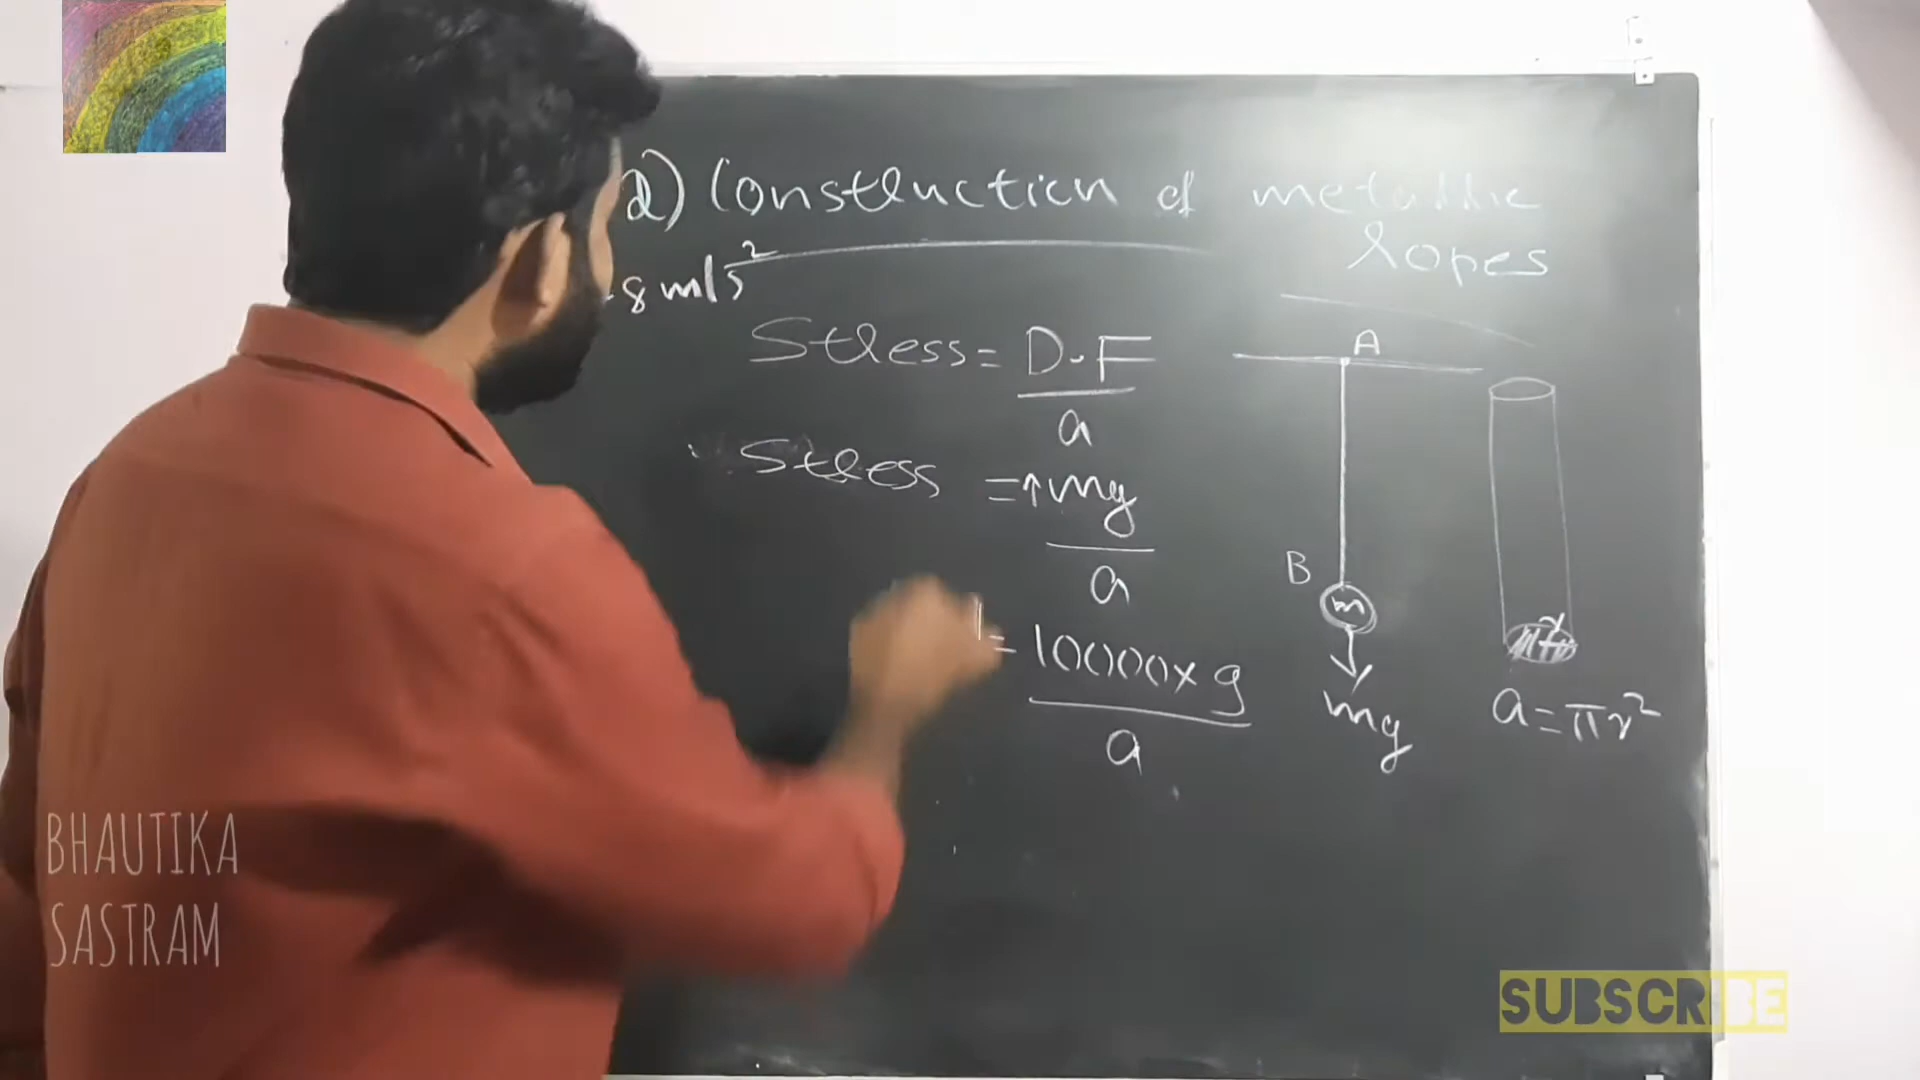 2) Construction of metallic
ropes
.8 m/s²
Stress = D.F
a
A
Stress = ↑ mg
a
B
m
= 10000 x g
a
mg
r
a = πr²
BHAUTIKA
SASTRAM
SUBSCRIBE